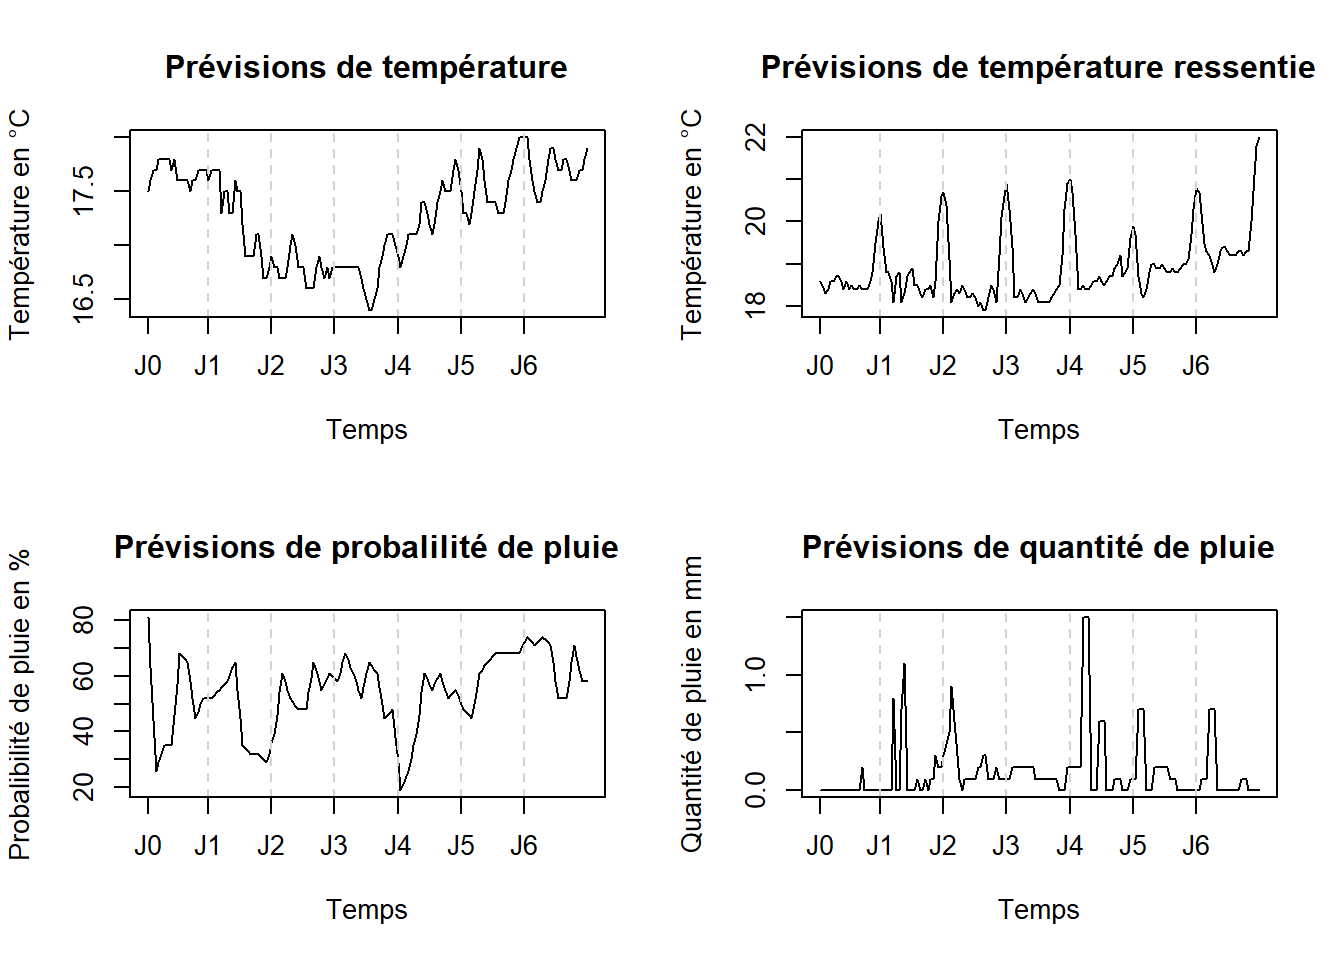 Prévisions de température
Température en °C
17.5
16.5
J0 J1 J2 J3 J4 J5 J6
Temps
Prévisions de température ressentie
Température en °C
22
20
18
J0 J1 J2 J3 J4 J5 J6
Temps
Prévisions de probalilité de pluie
Probalibilité de pluie en %
80
60
40
20
J0 J1 J2 J3 J4 J5 J6
Temps
Prévisions de quantité de pluie
Quantité de pluie en mm
1.0
0.0
J0 J1 J2 J3 J4 J5 J6
Temps